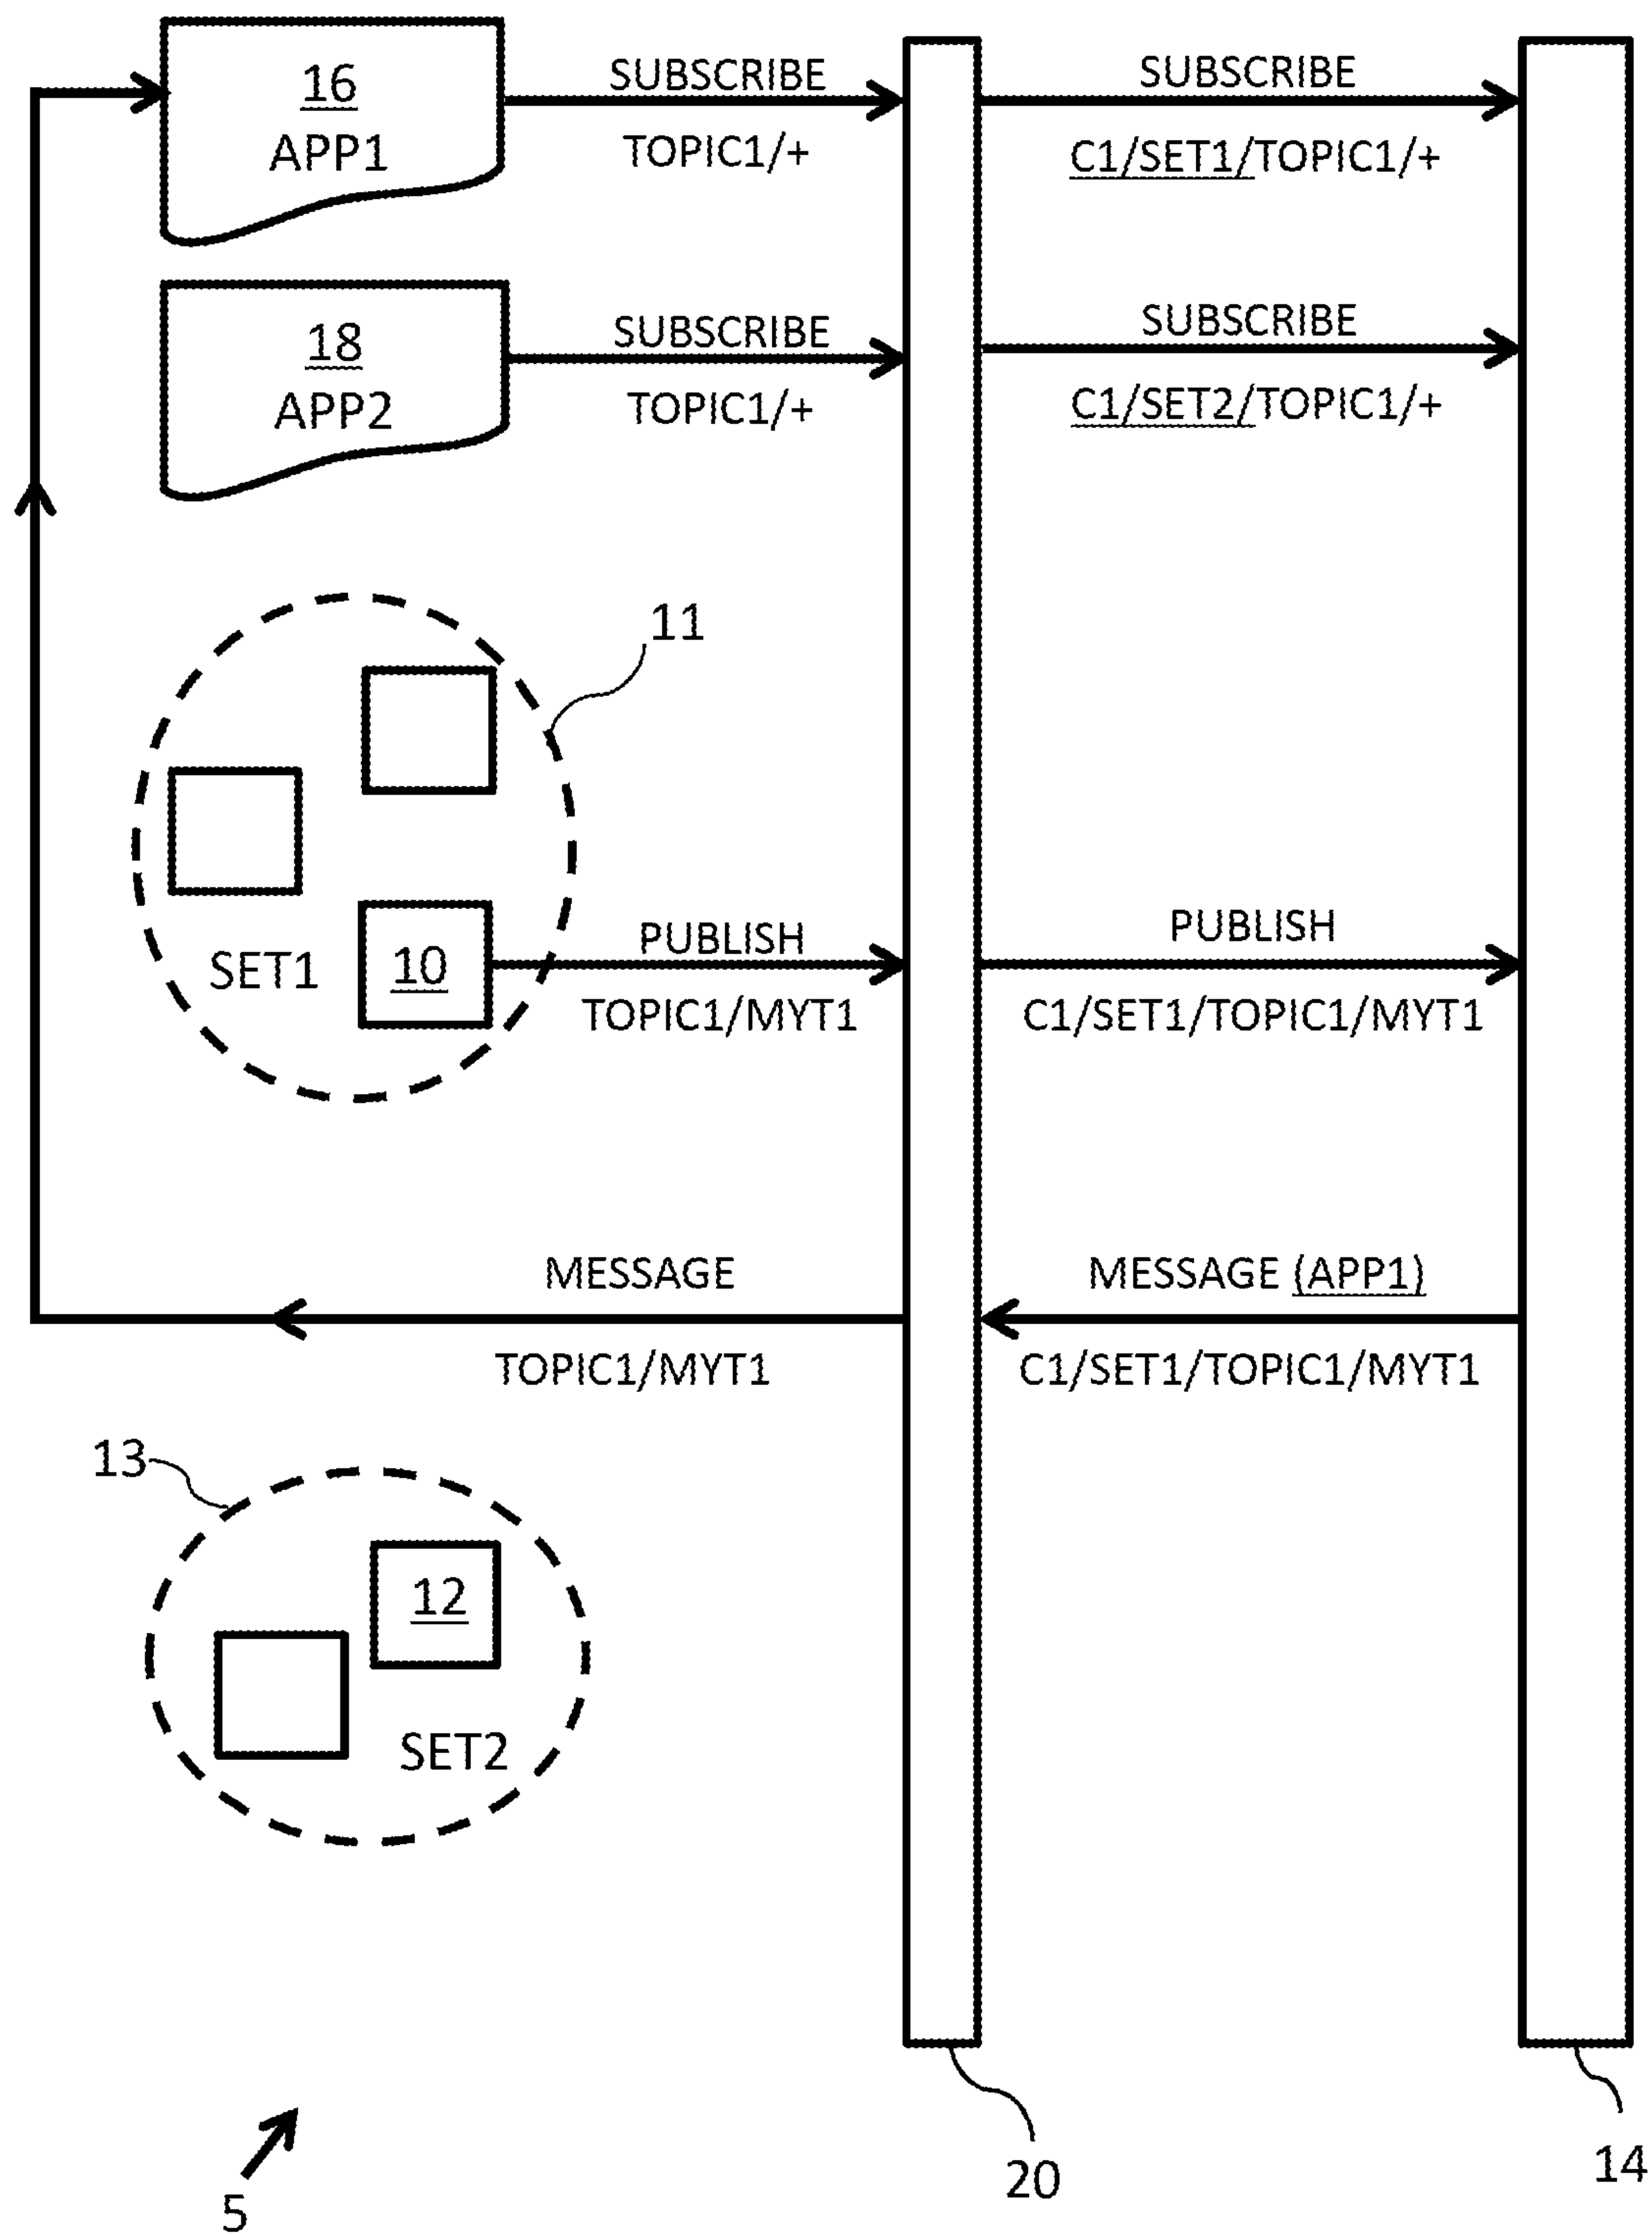 16
APP1
SUBSCRIBE
TOPIC1/+
SUBSCRIBE
C1/SET1/TOPIC1/+
18
APP2
SUBSCRIBE
TOPIC1/+
SUBSCRIBE
C1/SET2/TOPIC1/+
11
SET1
10
PUBLISH
TOPIC1/MYT1
PUBLISH
C1/SET1/TOPIC1/MYT1
MESSAGE
TOPIC1/MYT1
MESSAGE (APP1)
C1/SET1/TOPIC1/MYT1
13
12
SET2
5
20
14